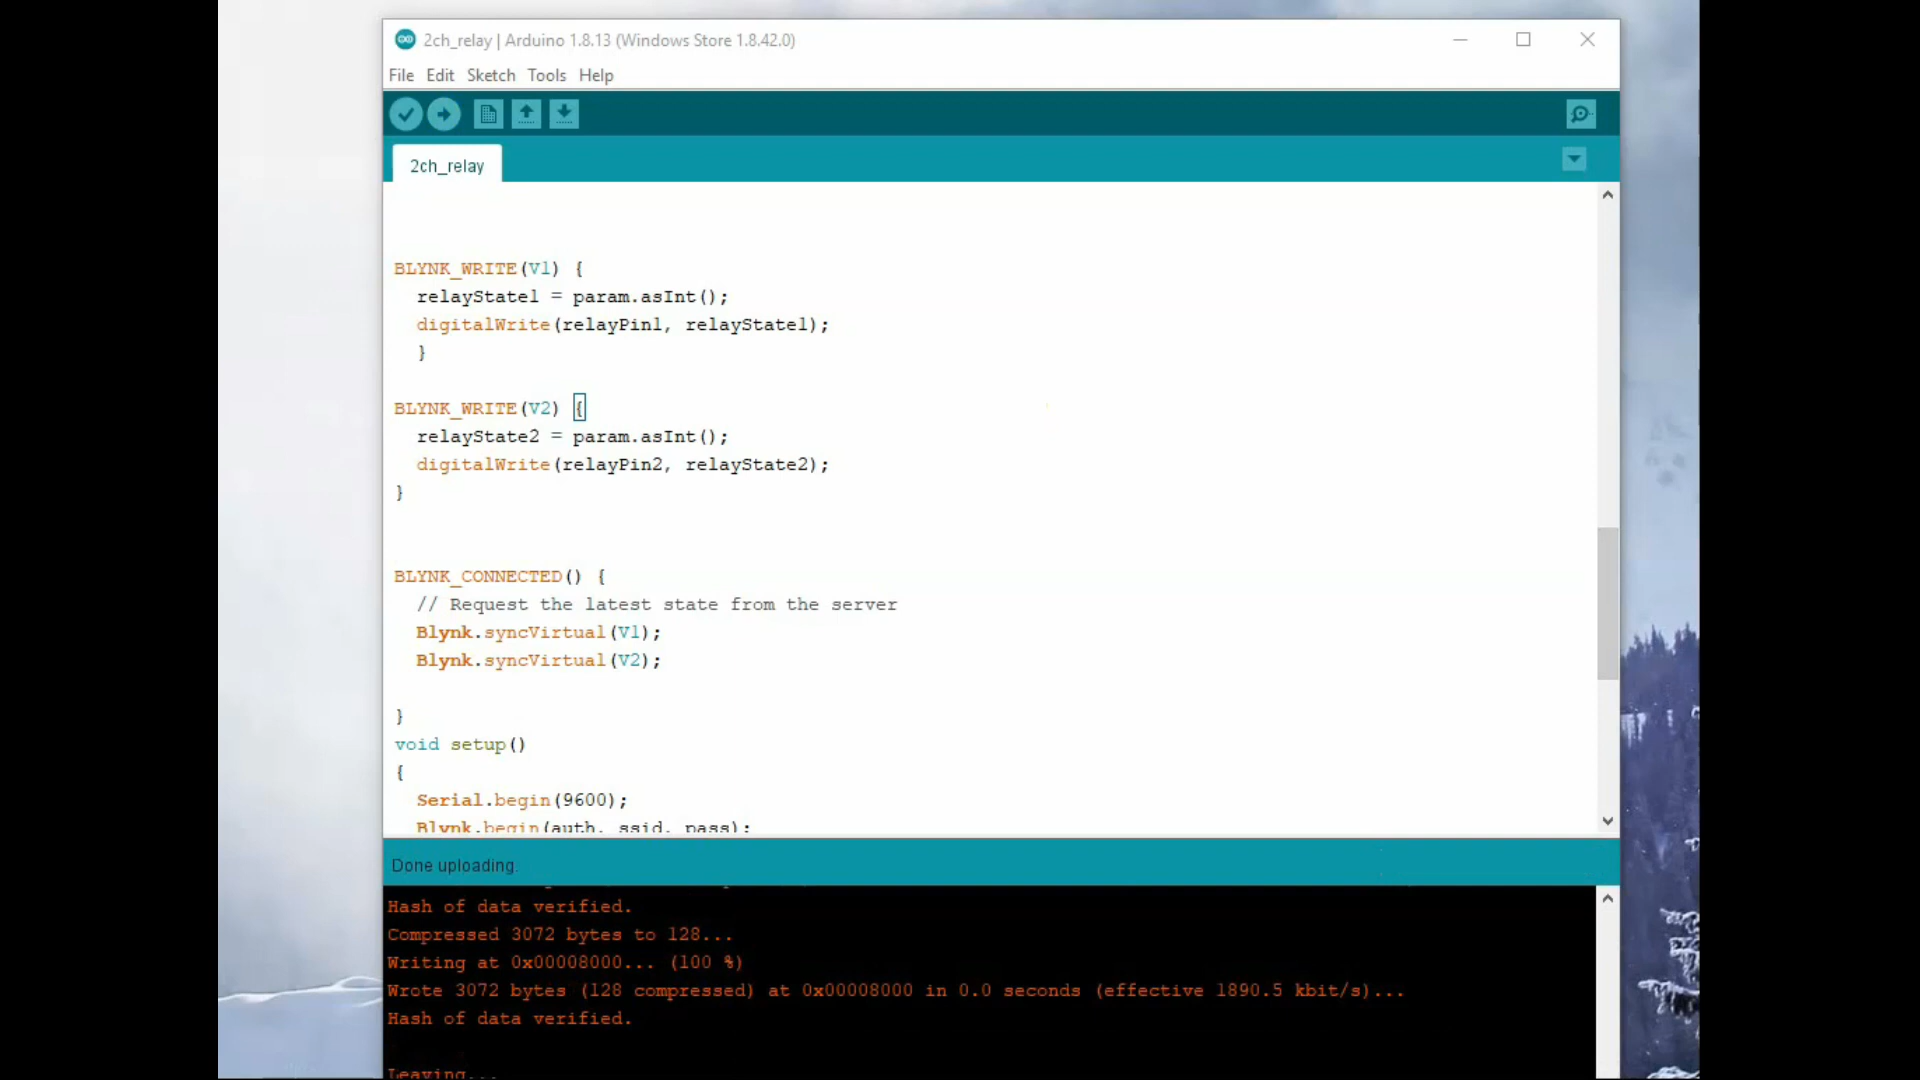 2ch_relay | Arduino 1.8.13 (Windows Store 1.8.42.0)
File Edit Sketch Tools Help
2ch_relay
BLYNK_WRITE(V1) {
relayState1 = param.asInt();
digitalWrite(relayPin1, relayState1);
}
BLYNK_WRITE(V2) {
relayState2 = param.asInt();
digitalWrite(relayPin2, relayState2);
}
BLYNK_CONNECTED() {
// Request the latest state from the server
Blynk.syncVirtual(V1);
Blynk.syncVirtual(V2);
}
void setup()
{
Serial.begin(9600);
Blynk.begin(auth, ssid, pass);
Done uploading.
Hash of data verified.
Compressed 3072 bytes to 128...
Writing at 0x00008000... (100 %)
Wrote 3072 bytes (128 compressed) at 0x00008000 in 0.0 seconds (effective 1890.5 kbit/s)...
Hash of data verified.
Leaving...